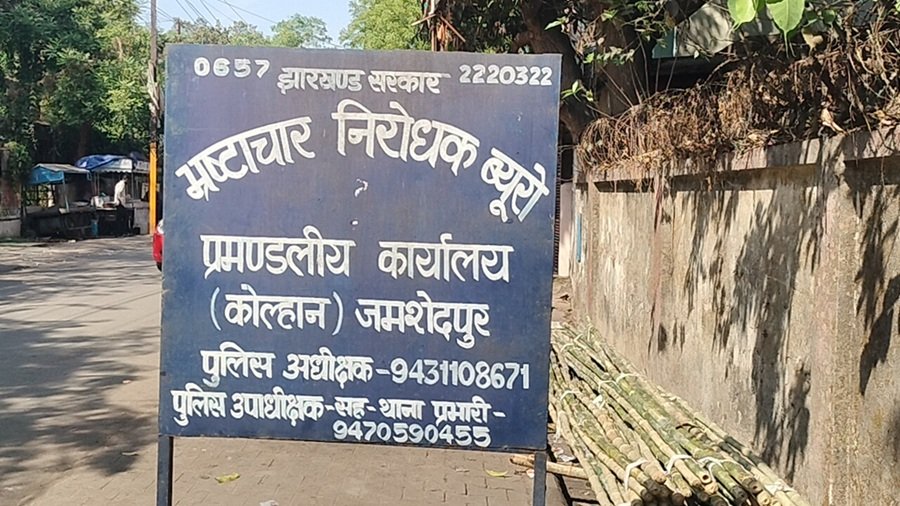 0657 झारखण्ड सरकार 2220322
भ्रष्टाचार निरोधक ब्यूरो
प्रमण्डलीय कार्यालय
(कोल्हान) जमशेदपुर
पुलिस अधीक्षक-9431108671
पुलिस उपाधीक्षक-सह-थाना प्रभारी-
9470590455